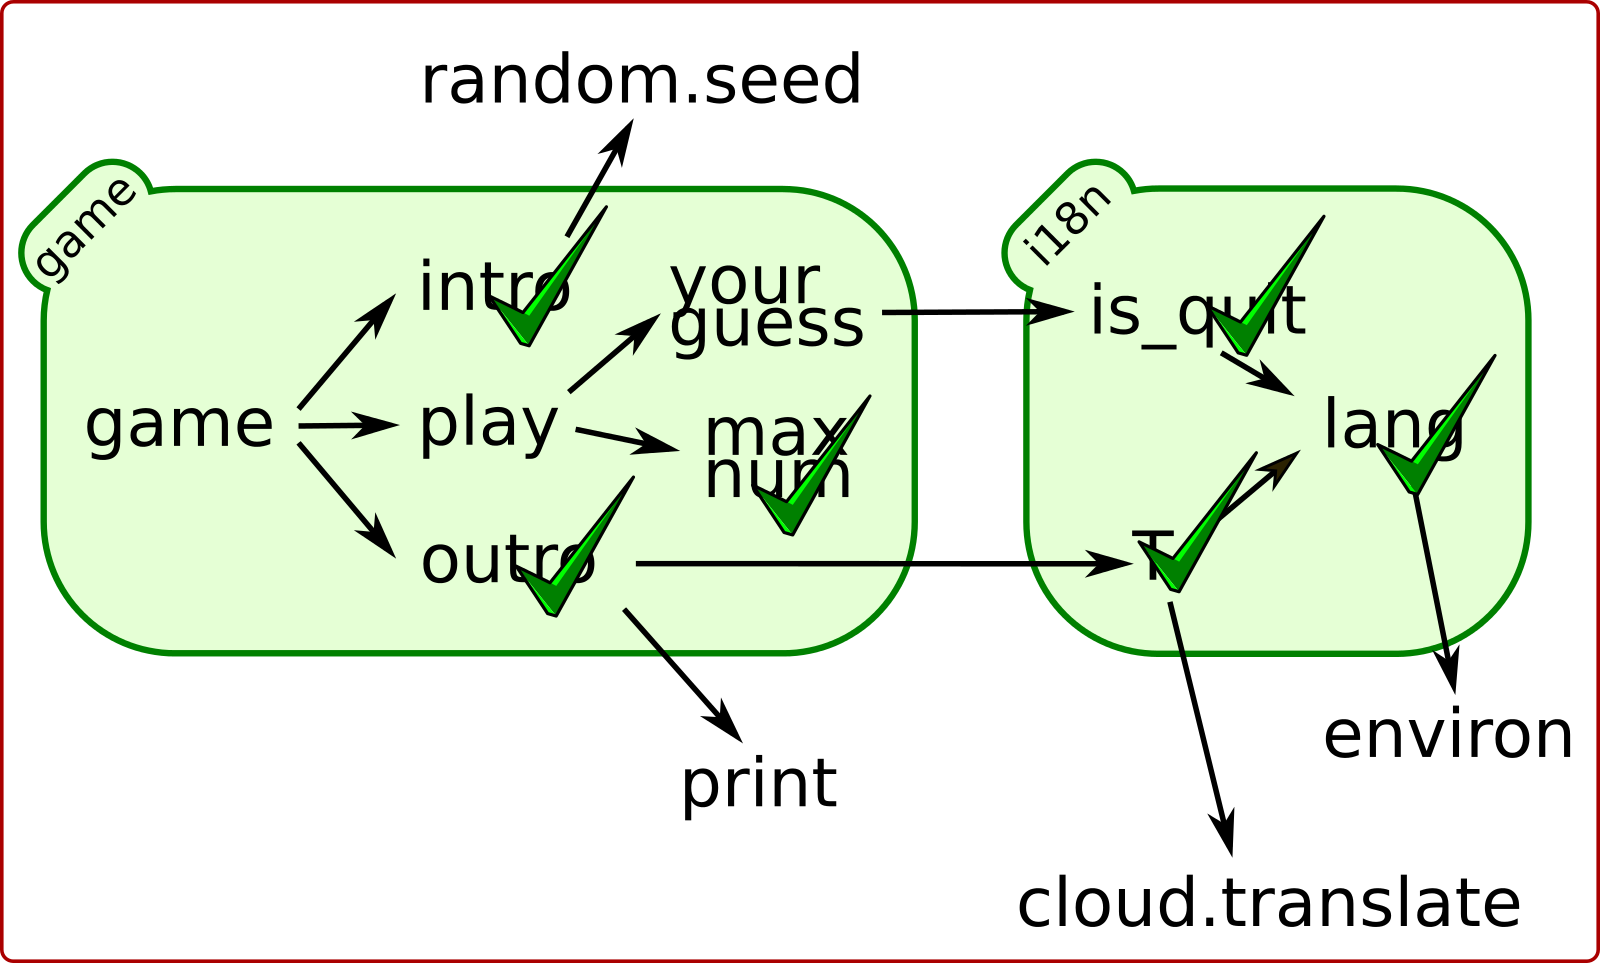 random.seed
game
i18n
intro
your
guess
is_quit
game
play
max
num
lang
outro
T
print
environ
cloud.translate